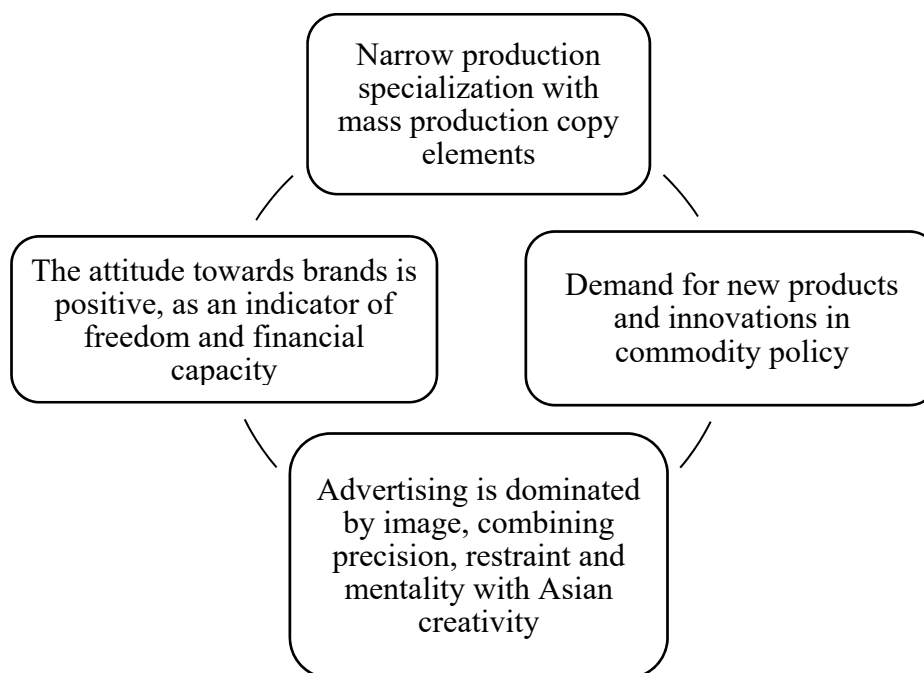 Narrow production
specialization with
mass production copy
elements
The attitude towards brands is
positive, as an indicator of
freedom and financial
capacity
Demand for new products
and innovations in
commodity policy
Advertising is dominated
by image, combining
precision, restraint and
mentality with Asian
creativity